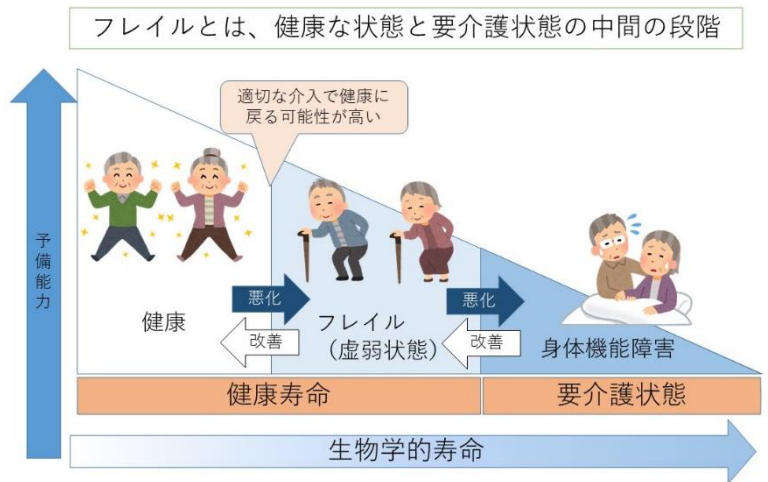 フレイルとは、健康な状態と要介護状態の中間の段階
適切な介入で健康に
戻る可能性が高い
予備能力
健康
悪化
改善
フレイル
（虚弱状態）
悪化
改善
身体機能障害
健康寿命
要介護状態
生物学的寿命